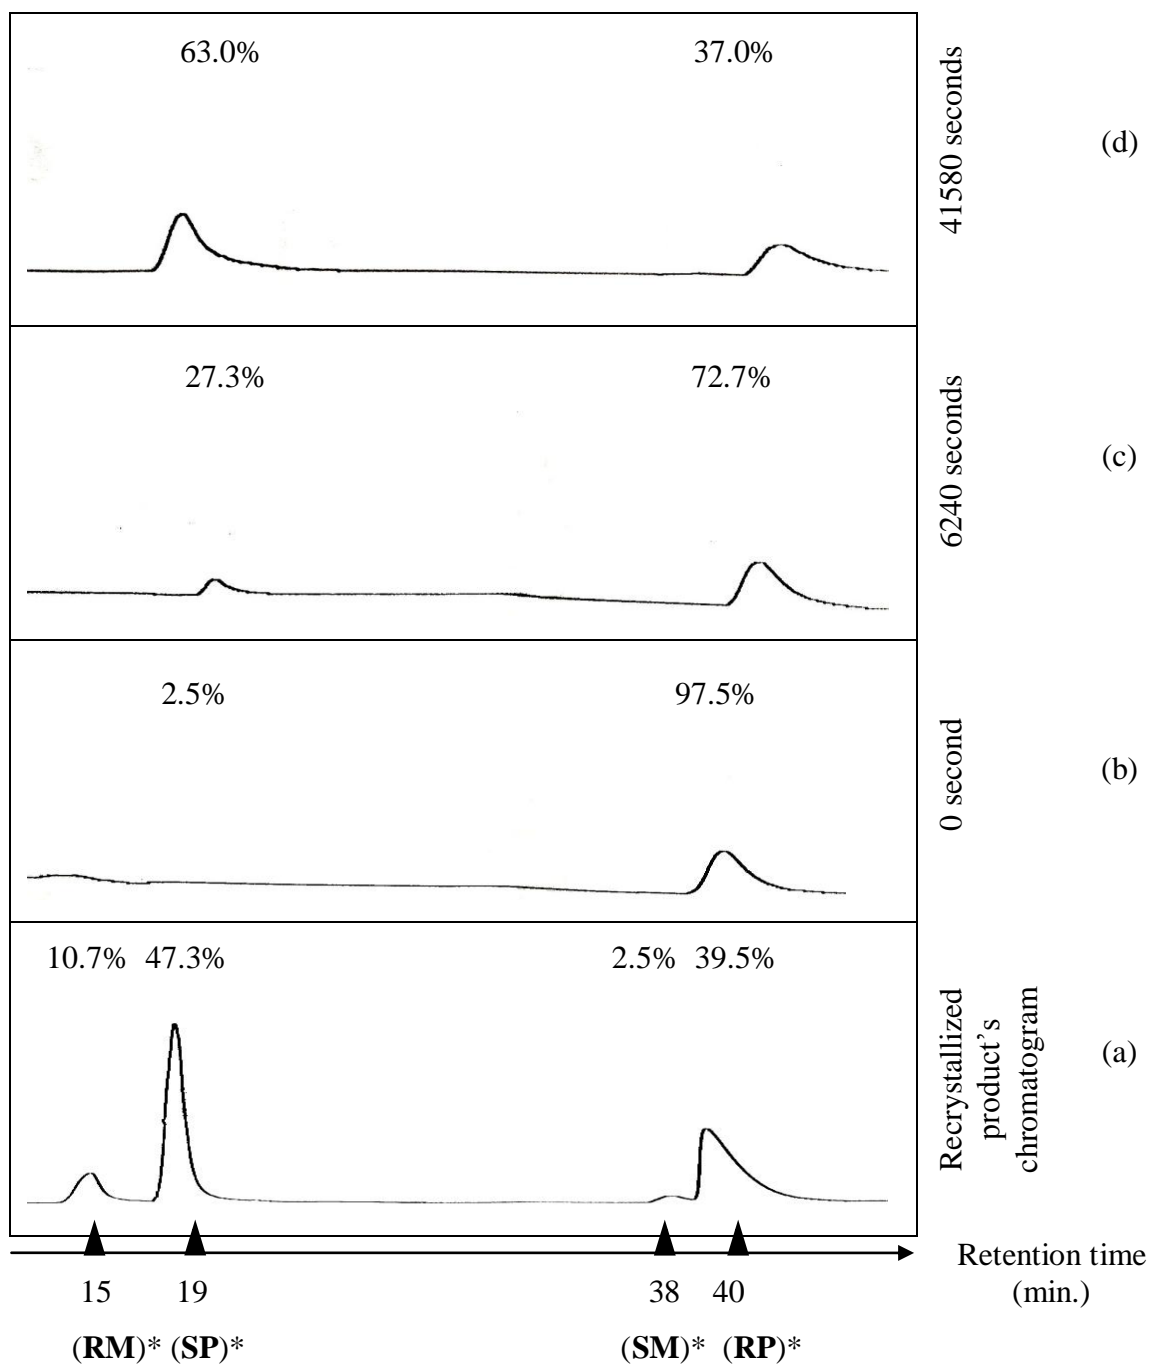 63.0% 37.0%
41580 seconds
(d)
27.3% 72.7%
6240 seconds
(c)
2.5% 97.5%
0 second
(b)
10.7% 47.3% 2.5% 39.5%
Recrystallized
product's
chromatogram
(a)
Retention time
(min.)
15 19 38 40
(RM)* (SP)* (SM)* (RP)*